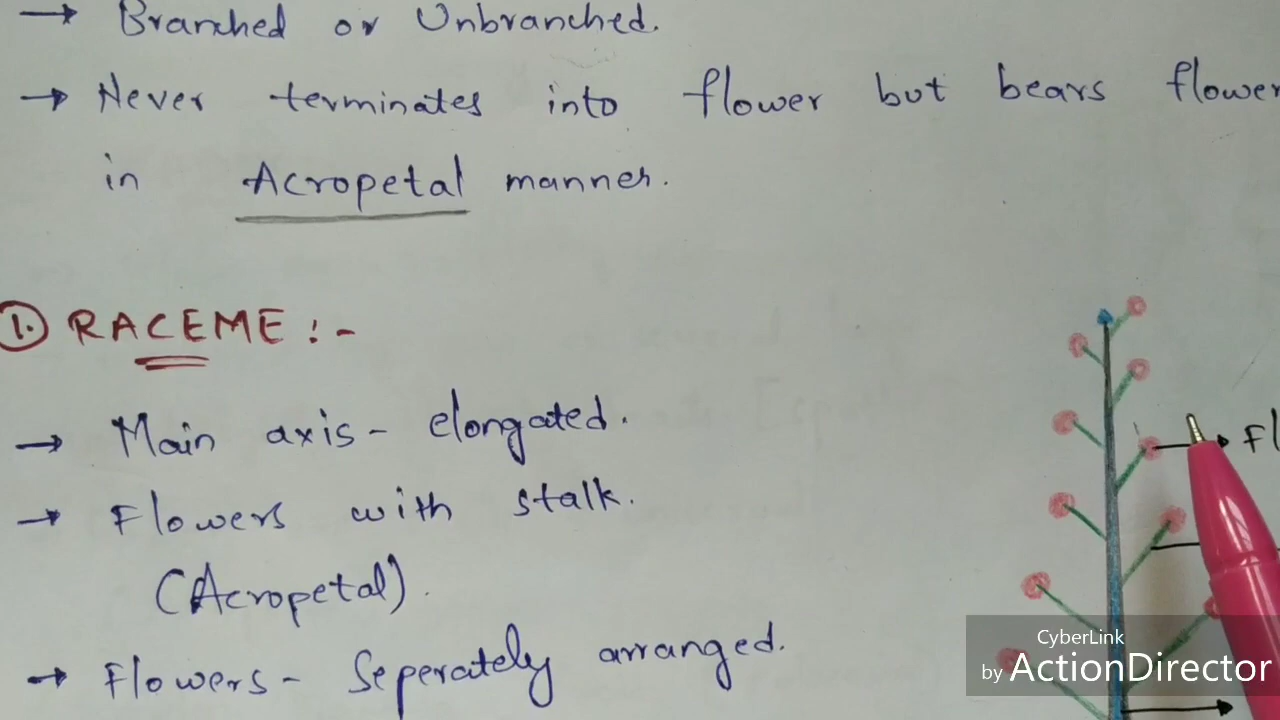 → Branched or Unbranched.
→ Never terminates into flower but bears flower
in Acropetal manner.
1. RACEME :-
→ Main axis - elongated.
→ Flowers with stalk.
(Acropetal).
→ Flowers - Seperately arranged.
Fl
CyberLink
by ActionDirector